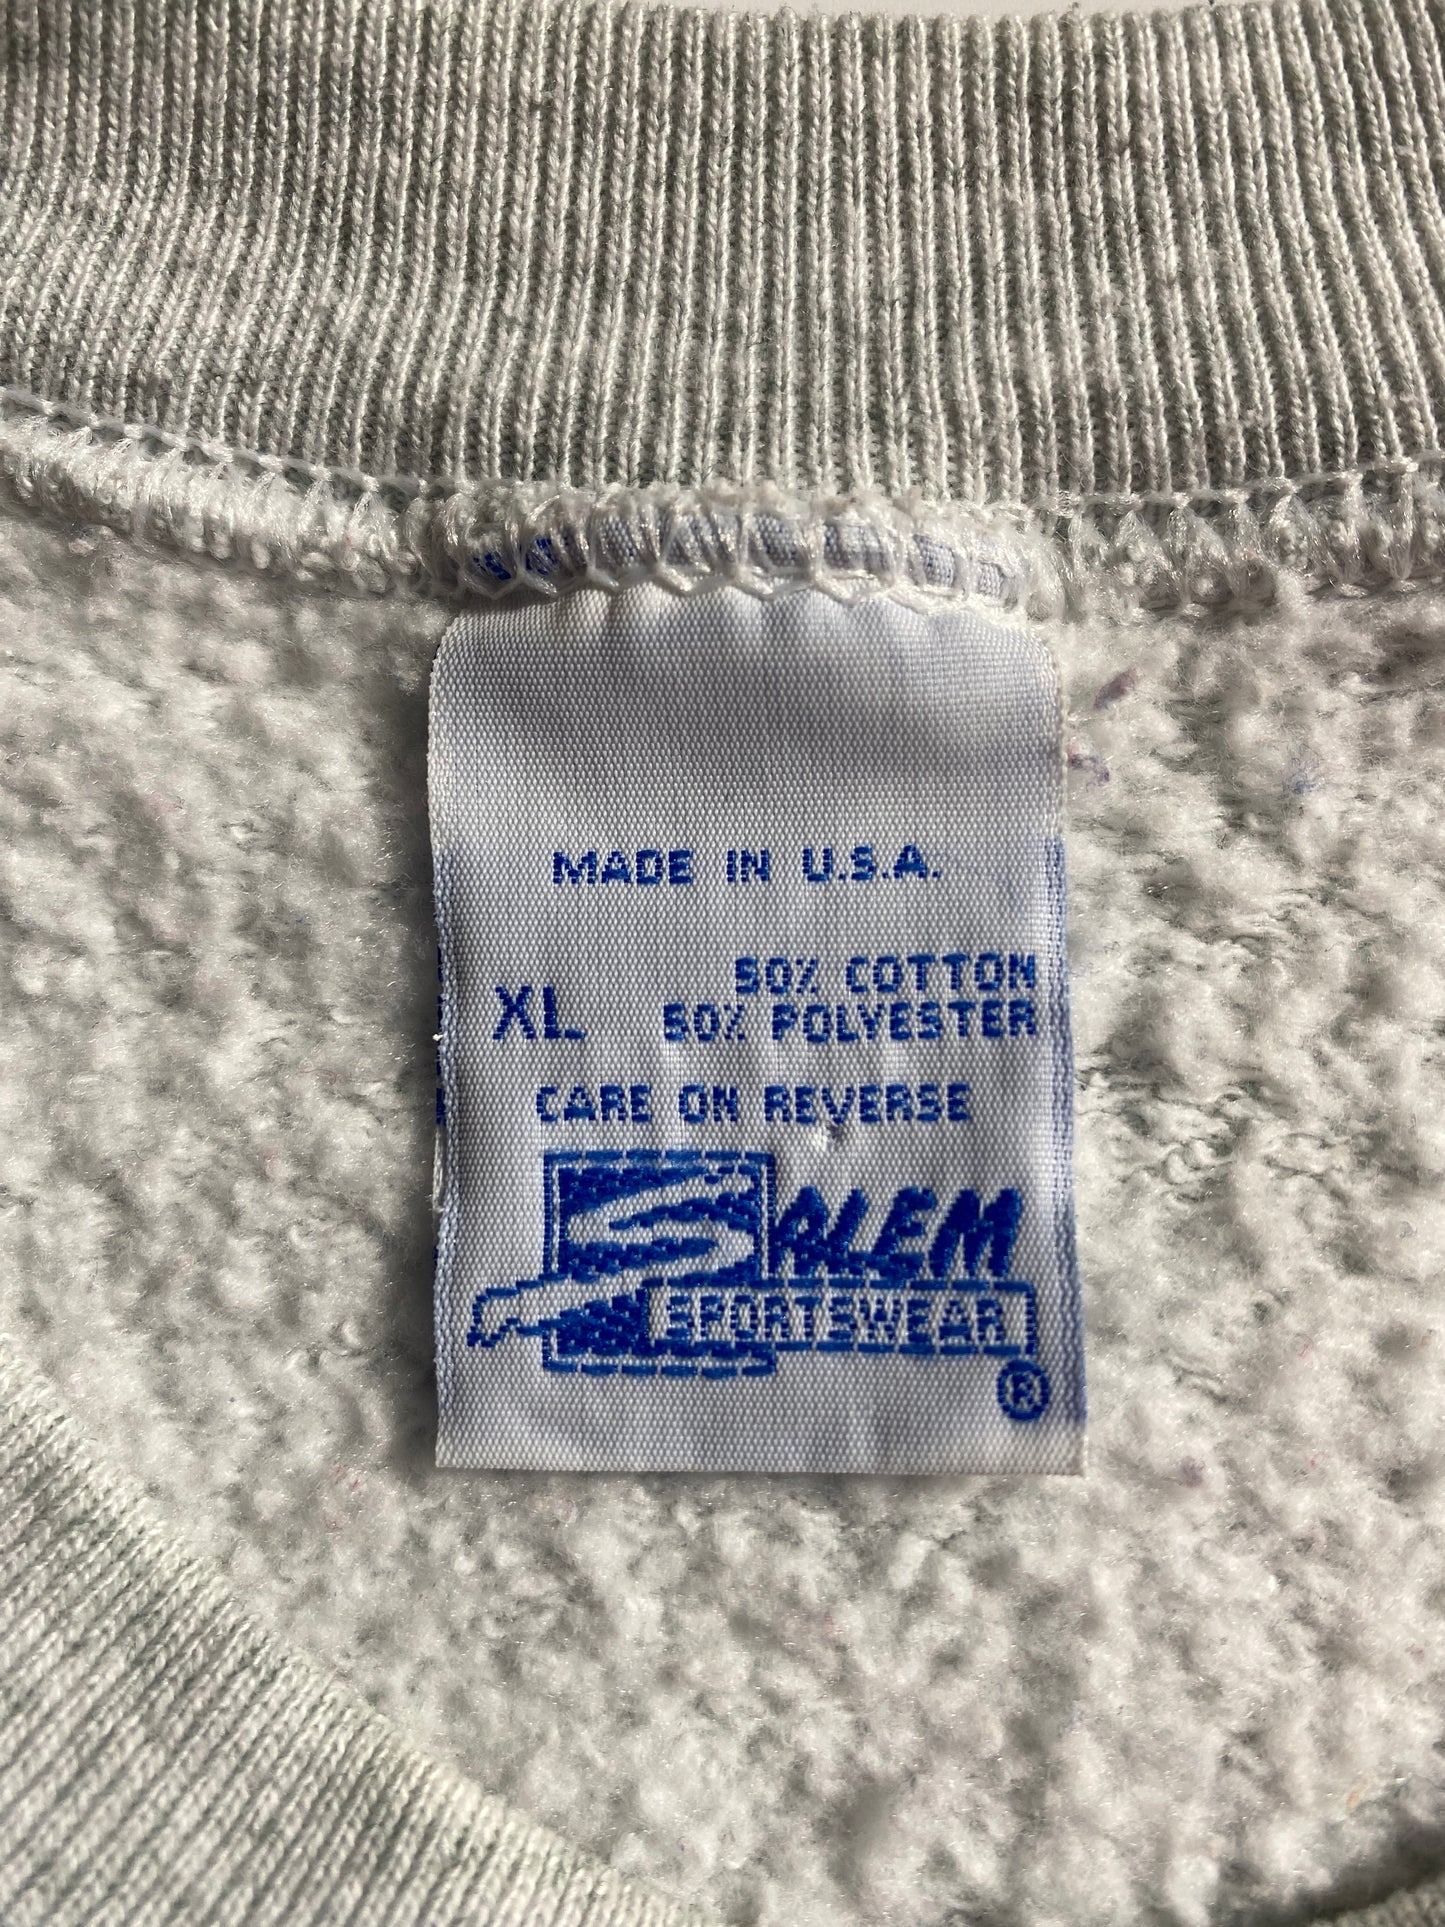 MADE IN U.S.A.
XL
50% COTTON
50% POLYESTER
CARE ON REVERSE
SALEM
SPORTSWEAR
®